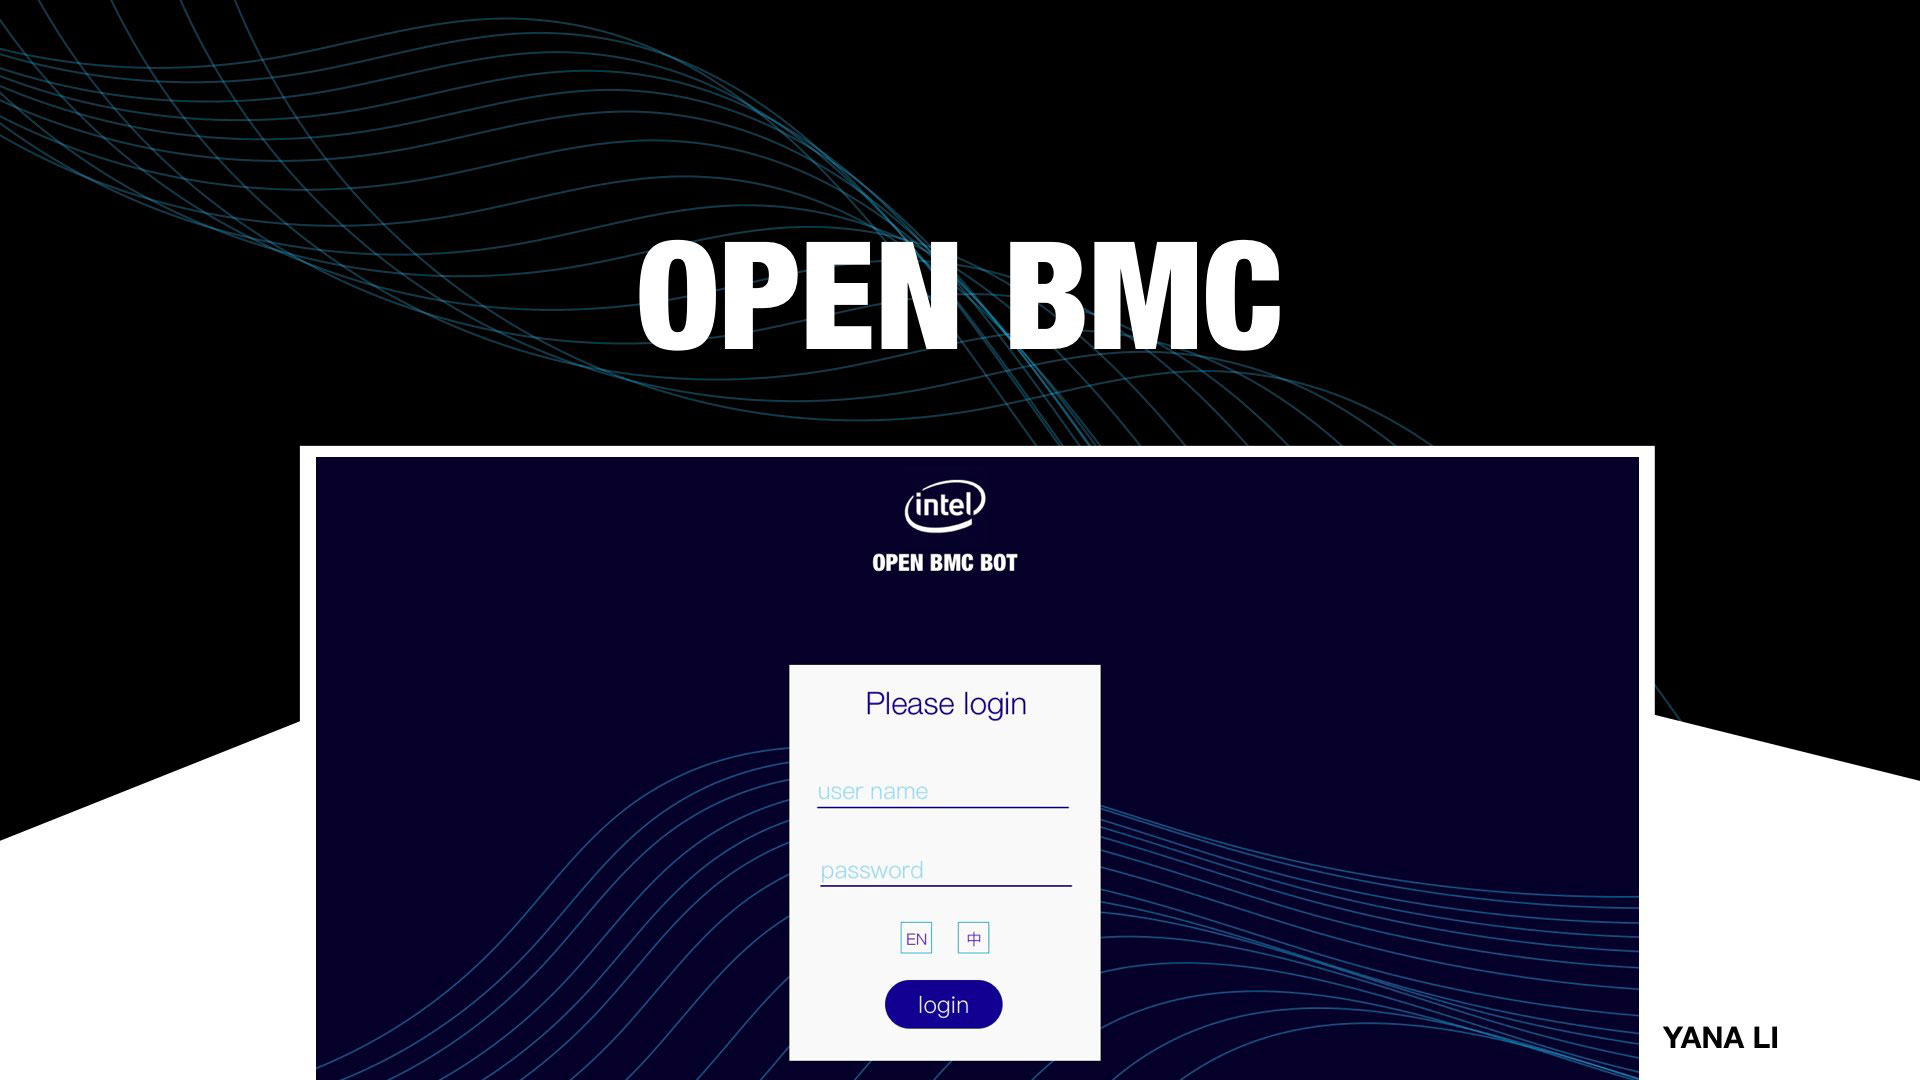 OPEN BMC
intel
OPEN BMC BOT
Please login
user name
password
EN 中
login
YANA LI